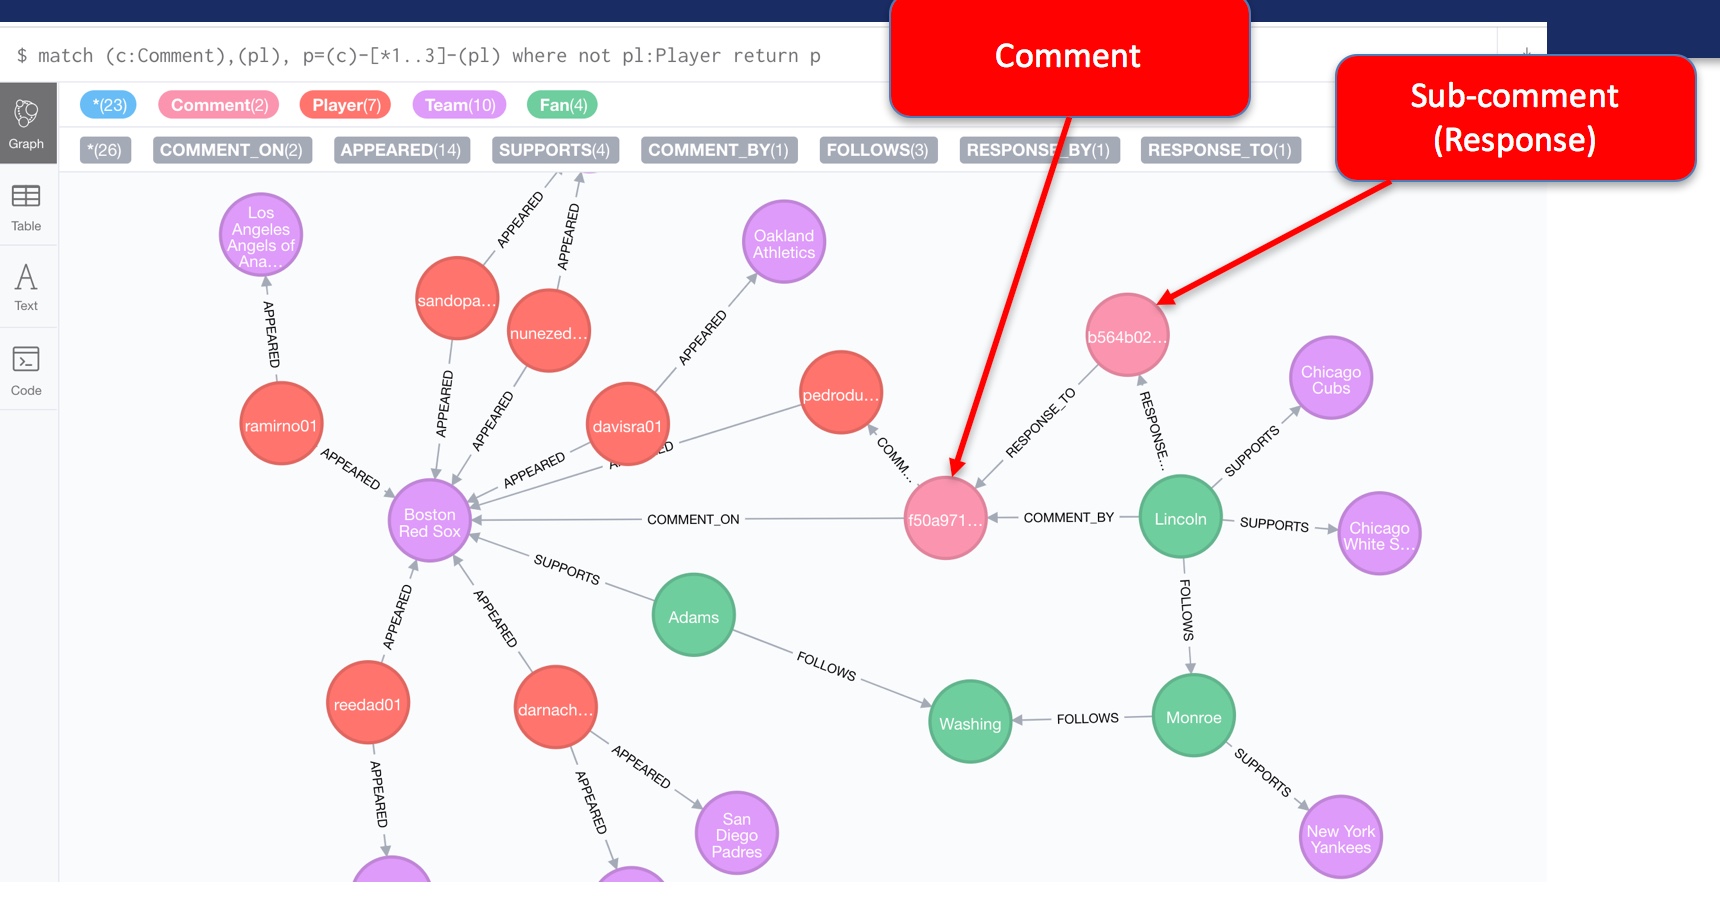 $ match (c:Comment),(pl), p=(c)-[*1..3]-(pl) where not pl:Player return p
Comment
Sub-comment
(Response)
*(23) Comment(2) Player(7) Team(10) Fan(4)
*(26) COMMENT_ON(2) APPEARED(14) SUPPORTS(4) COMMENT_BY(1) FOLLOWS(3) RESPONSE_BY(1) RESPONSE_TO(1)
Graph
Table
Text
Code
Los
Angeles
Angels of
Ana...
APPEARED
APPEARED
Oakland
Athletics
sandopa...
nunezed...
APPEARED
APPEARED
b564b02...
Chicago
Cubs
ramirno01
APPEARED
APPEARED
APPEARED
davisra01
pedrodu...
COMM...
RESPONSE_TO
RESPONSE...
SUPPORTS
APPEARED
APPEARED
Boston
Red Sox
COMMENT_ON
f50a971...
COMMENT_BY
Lincoln
SUPPORTS
Chicago
White S...
SUPPORTS
APPEARED
APPEARED
Adams
FOLLOWS
FOLLOWS
reedad01
darnach...
Washing
FOLLOWS
Monroe
APPEARED
APPEARED
APPEARED
SUPPORTS
San
Diego
Padres
New York
Yankees